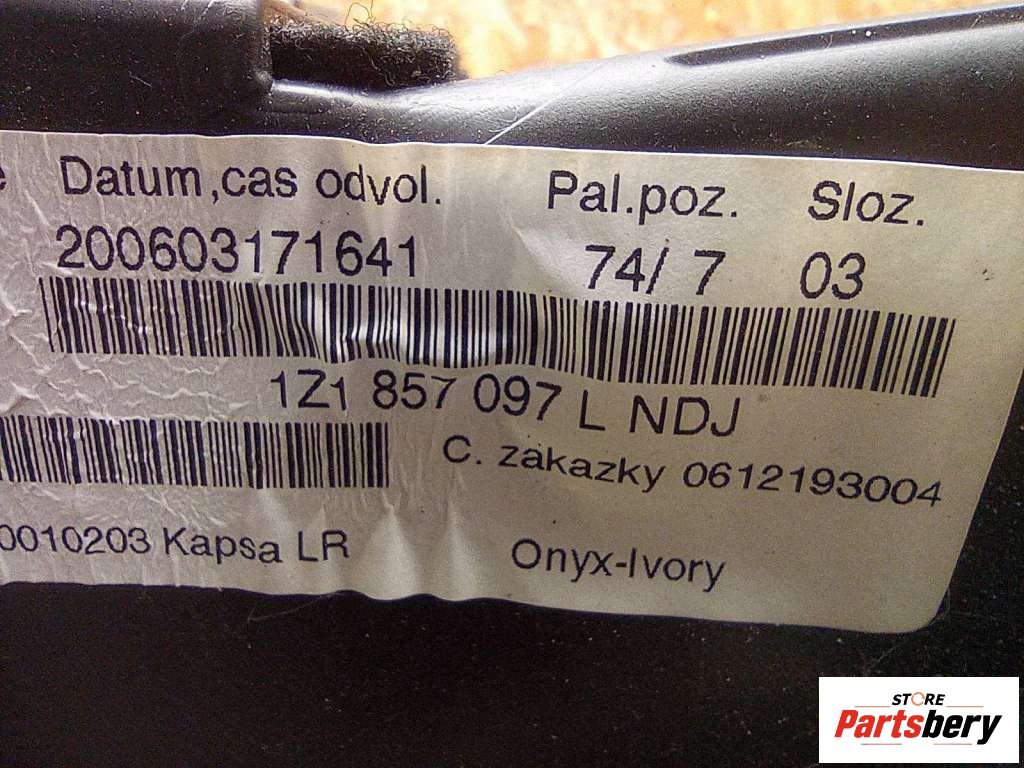 Datum,cas odvol. Pal.poz. Sloz.
200603171641 74/ 7 03
1Z1 857 097 L NDJ
C. zakazky 0612193004
0010203 Kapsa LR Onyx-Ivory
STORE
Partsbery